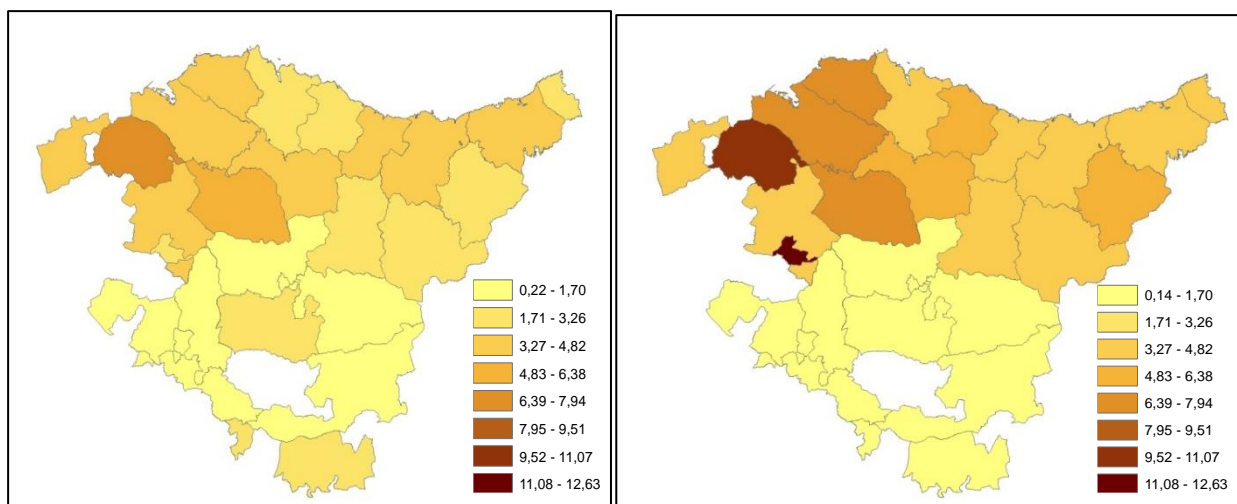 0,22 - 1,70
1,71 - 3,26
3,27 - 4,82
4,83 - 6,38
6,39 - 7,94
7,95 - 9,51
9,52 - 11,07
11,08 - 12,63
0,14 - 1,70
1,71 - 3,26
3,27 - 4,82
4,83 - 6,38
6,39 - 7,94
7,95 - 9,51
9,52 - 11,07
11,08 - 12,63